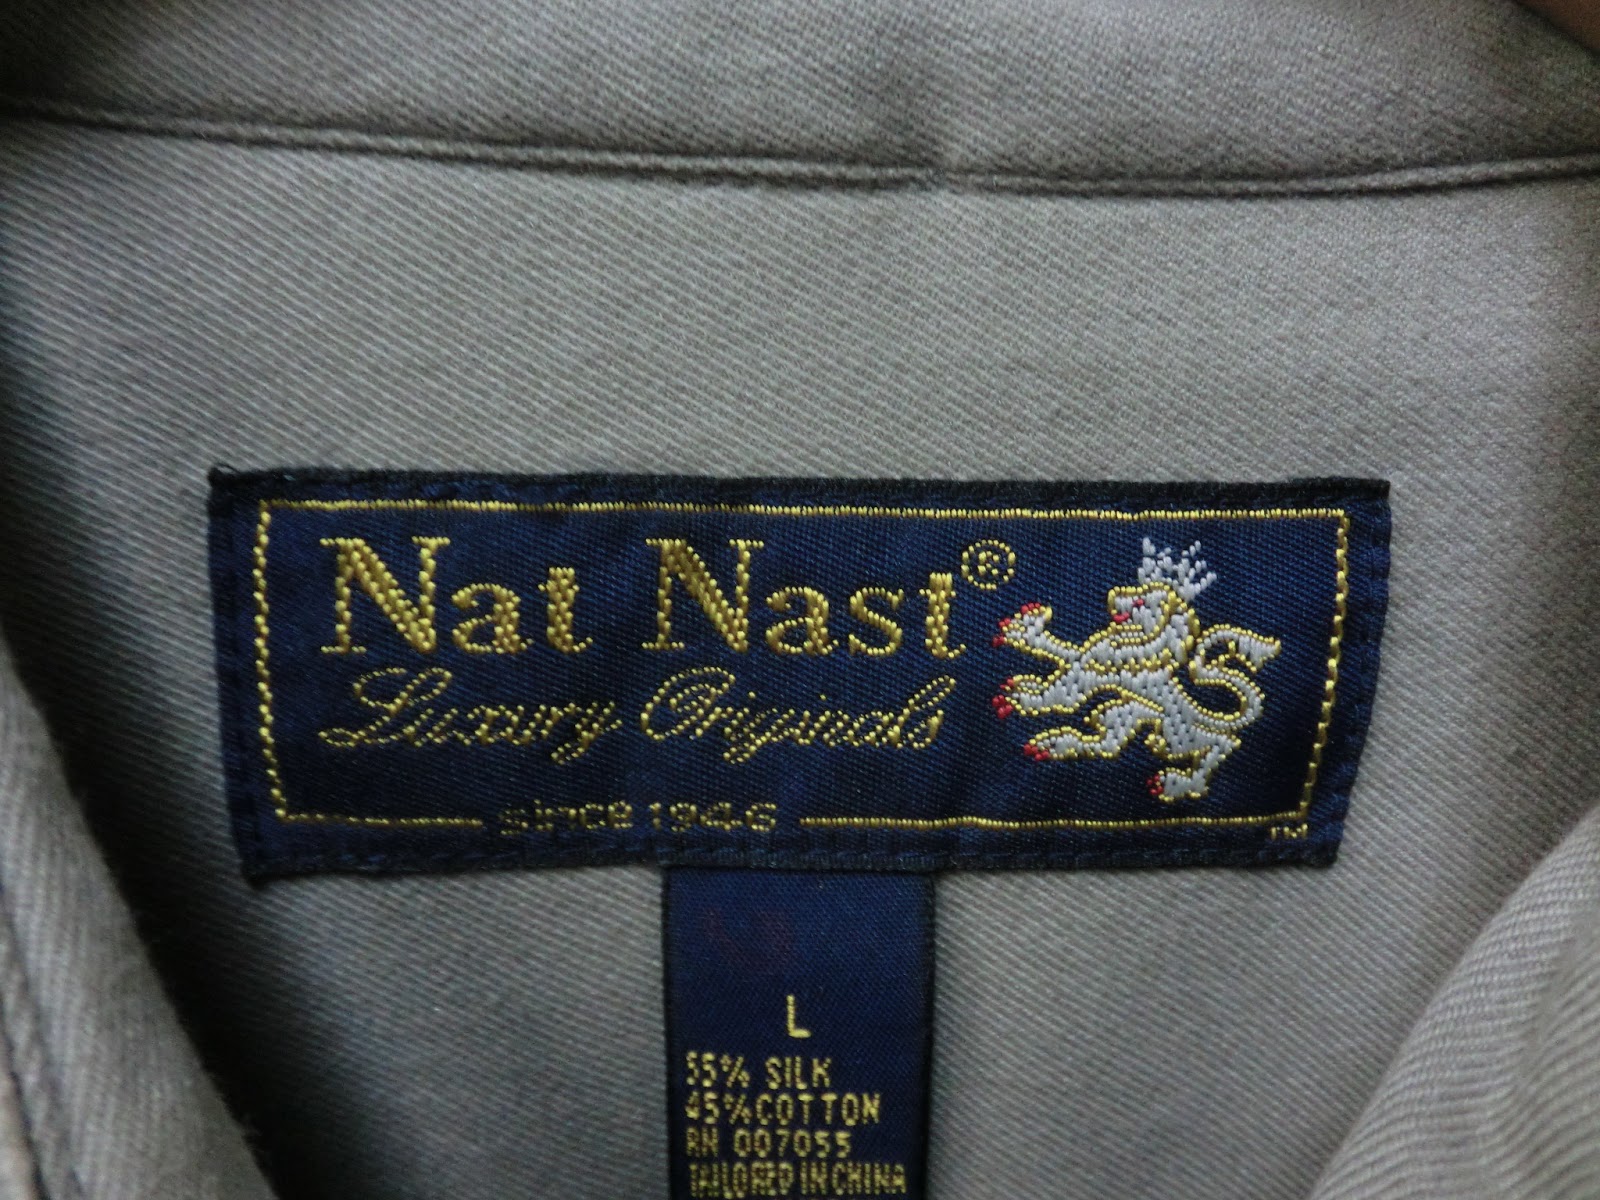 Nat Nast®
Luxury Originals
since 1946
TM
L
55% SILK
45% COTTON
RN 007055
TAILORED IN CHINA